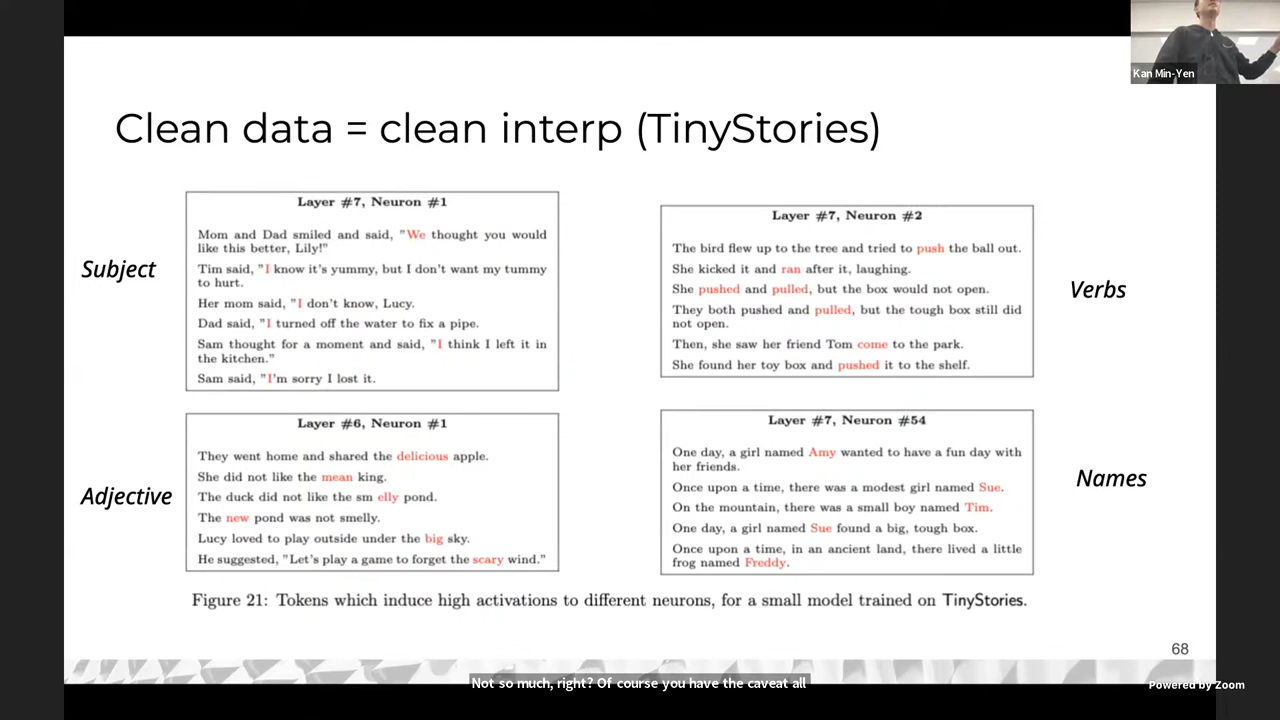 Kan Min-Yen
Clean data = clean interp (TinyStories)
Subject
Layer #7, Neuron #1
Mom and Dad smiled and said, "We thought you would
like this better, Lily!"
Tim said, "I know it's yummy, but I don't want my tummy
to hurt.
Her mom said, "I don't know, Lucy.
Dad said, "I turned off the water to fix a pipe.
Sam thought for a moment and said, "I think I left it in
the kitchen."
Sam said, "I'm sorry I lost it.
Layer #7, Neuron #2
The bird flew up to the tree and tried to push the ball out.
She kicked it and ran after it, laughing.
She pushed and pulled, but the box would not open.
They both pushed and pulled, but the tough box still did
not open.
Then, she saw her friend Tom come to the park.
She found her toy box and pushed it to the shelf.
Verbs
Adjective
Layer #6, Neuron #1
They went home and shared the delicious apple.
She did not like the mean king.
The duck did not like the sm elly pond.
The new pond was not smelly.
Lucy loved to play outside under the big sky.
He suggested, "Let's play a game to forget the scary wind."
Layer #7, Neuron #54
One day, a girl named Amy wanted to have a fun day with
her friends.
Once upon a time, there was a modest girl named Sue.
On the mountain, there was a small boy named Tim.
One day, a girl named Sue found a big, tough box.
Once upon a time, in an ancient land, there lived a little
frog named Freddy.
Names
Figure 21: Tokens which induce high activations to different neurons, for a small model trained on TinyStories.
68
Not so much, right? Of course you have the caveat all
Powered by Zoom